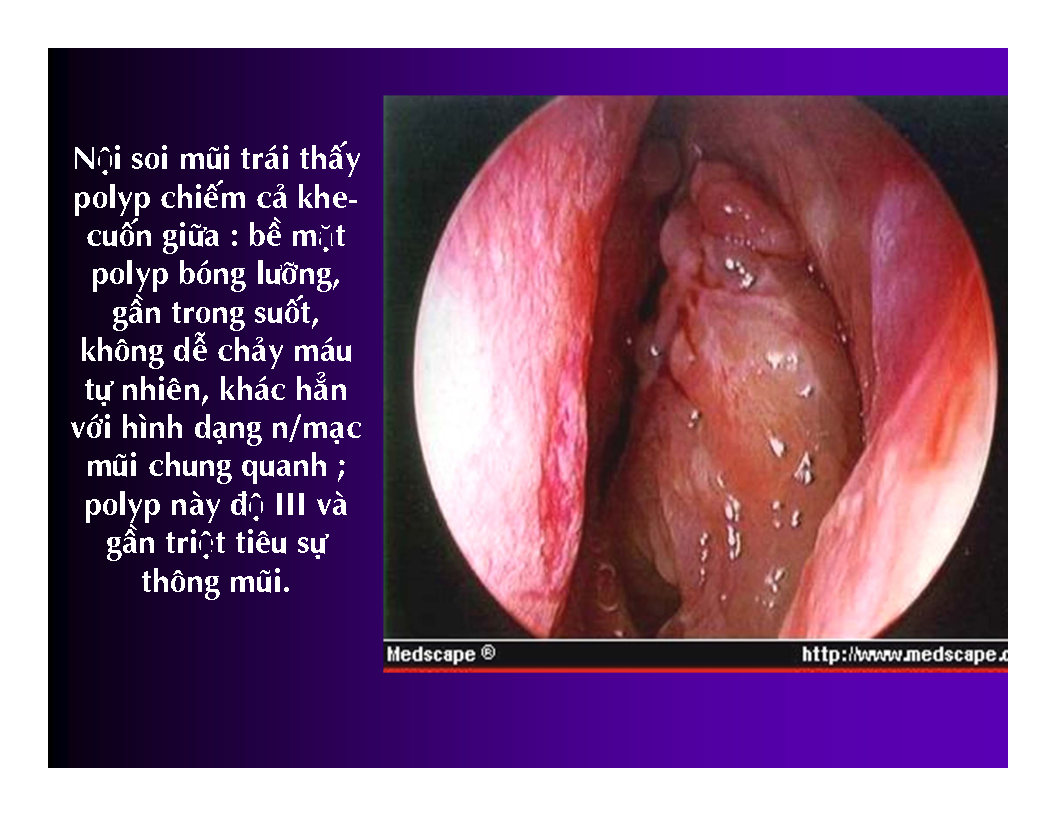 Nội soi mũi trái thấy
polyp chiếm cả khe-
cuốn giữa : bề mặt
polyp bóng lưỡng,
gần trong suốt,
không dễ chảy máu
tự nhiên, khác hẳn
với hình dạng n/mạc
mũi chung quanh ;
polyp này độ III và
gần triệt tiêu sự
thông mũi.
Medscape ® http://www.medscape.c